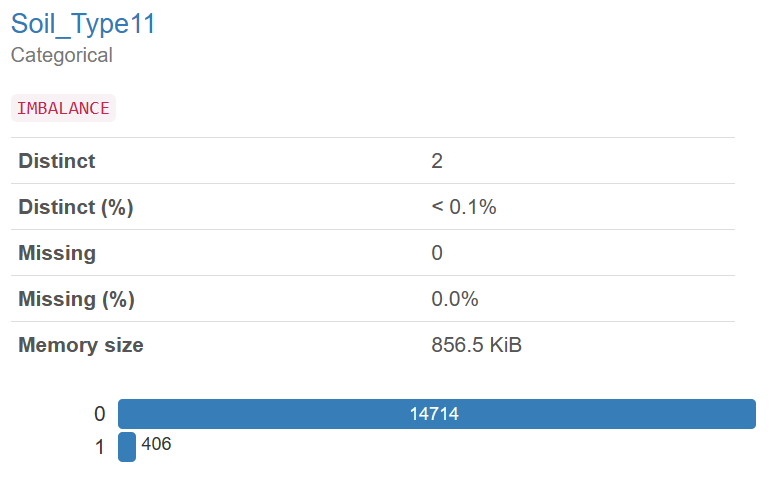 Soil_Type11
Categorical
IMBALANCE
Distinct 2
Distinct (%) < 0.1%
Missing 0
Missing (%) 0.0%
Memory size 856.5 KiB
0 14714
1 406